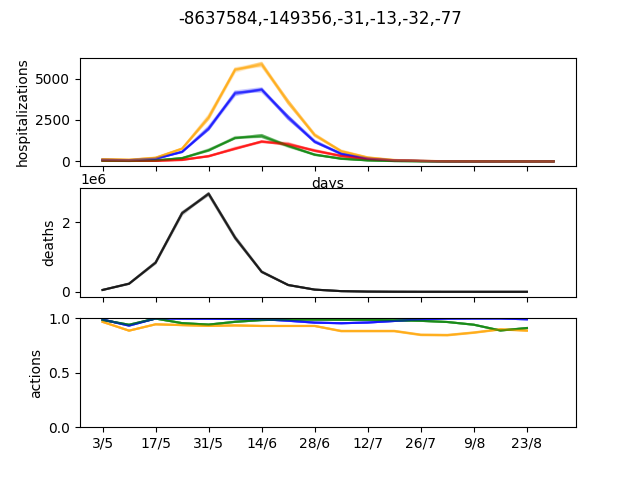 -8637584,-149356,-31,-13,-32,-77
hospitalizations
5000
2500
0
days
1e6
deaths
2
0
actions
1.0
0.5
0.0
3/5 17/5 31/5 14/6 28/6 12/7 26/7 9/8 23/8